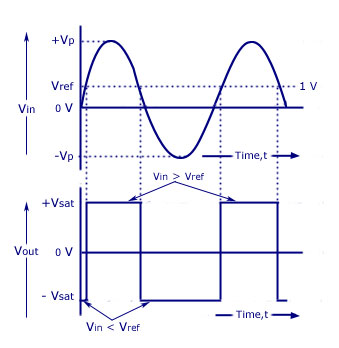 +Vp
Vref
1 V
Vin
0 V
-Vp
Time,t
Vin > Vref
+Vsat
Vout
0 V
- Vsat
Time,t
Vin < Vref